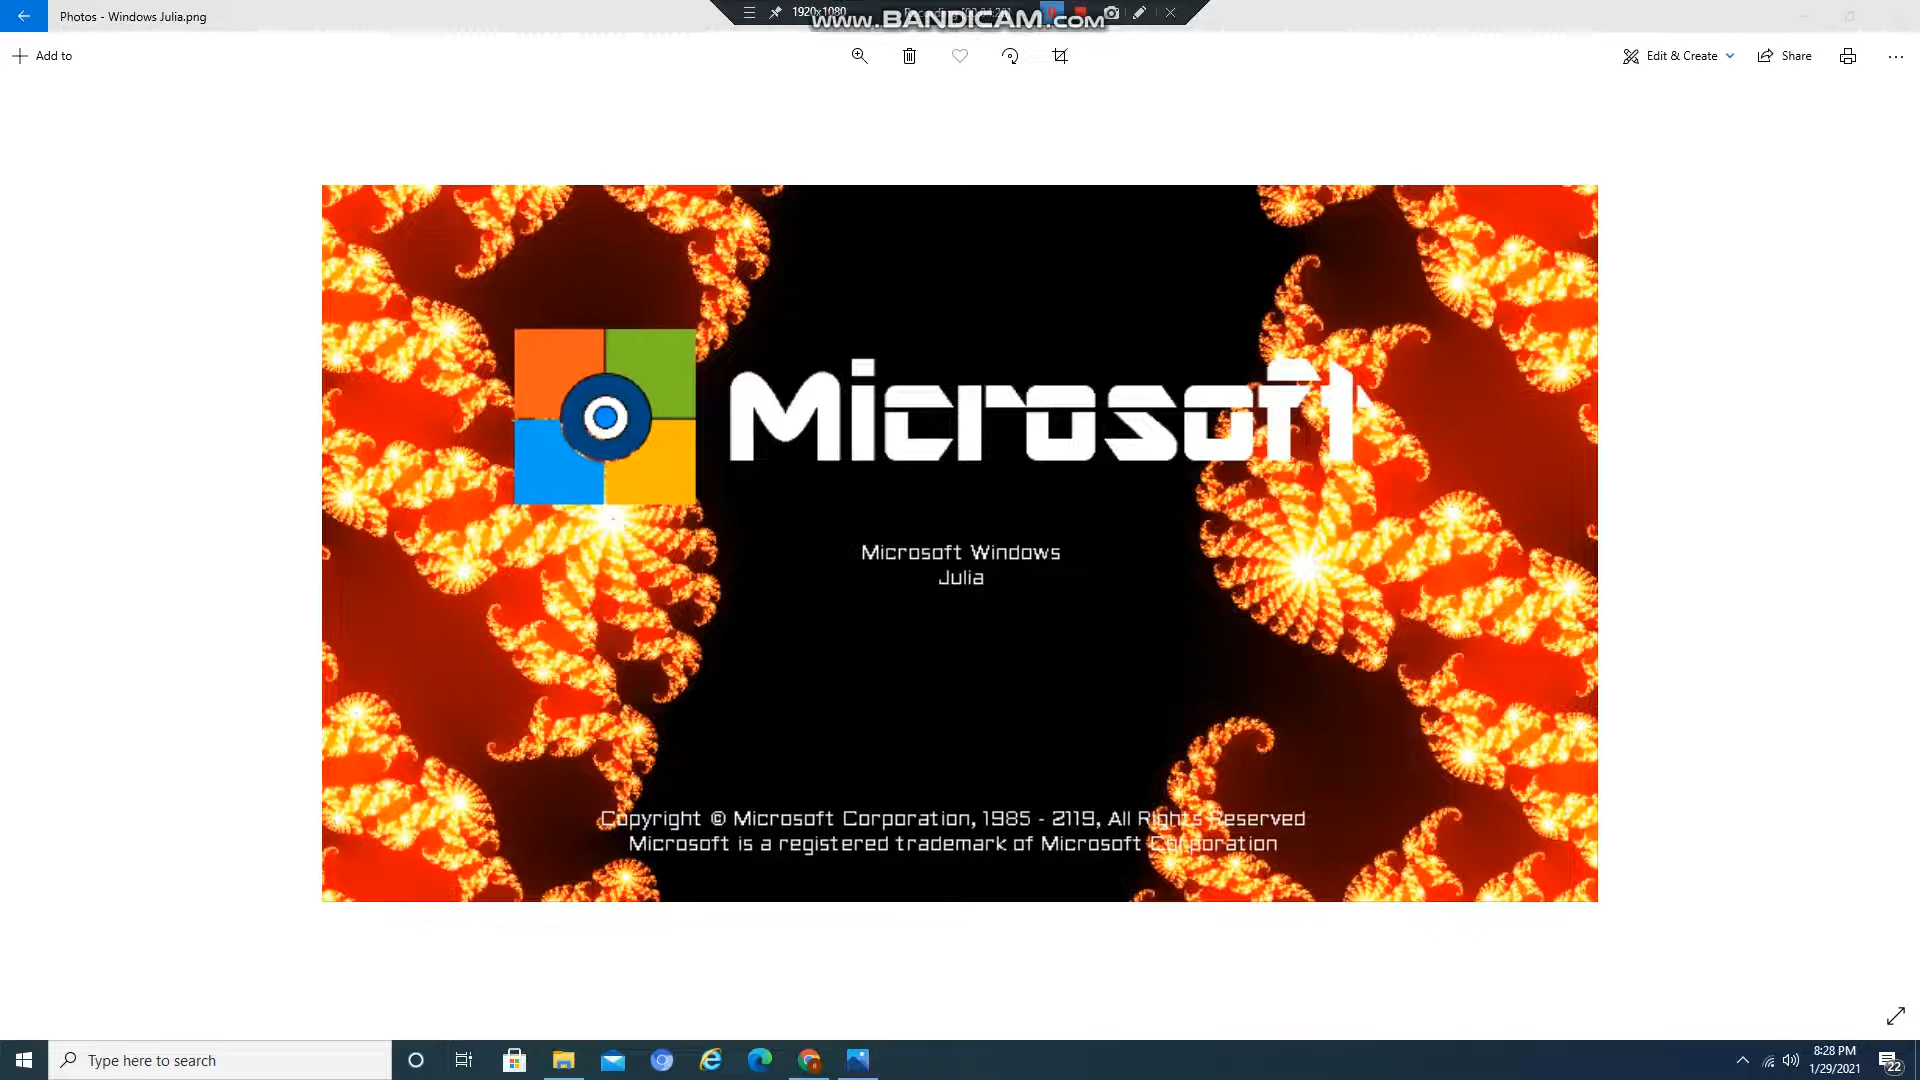 Photos - Windows Julia.png
1920x1080
www.BANDICAM.com
Add to
Edit & Create
Share
Microsoft
Microsoft Windows
Julia
Copyright © Microsoft Corporation, 1985 - 2119, All Rights Reserved
Microsoft is a registered trademark of Microsoft Corporation
Type here to search
8:28 PM
1/29/2021
22